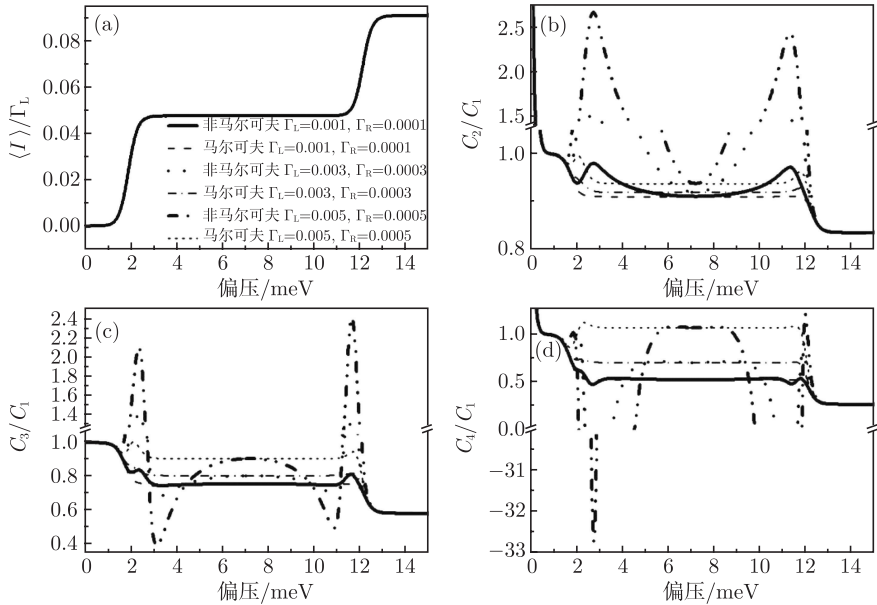 (a)
0.08
0.06
0.04
0.02
0.00
⟨I⟩/Γ_L
非马尔可夫 Γ_L=0.001, Γ_R=0.0001
马尔可夫 Γ_L=0.001, Γ_R=0.0001
非马尔可夫 Γ_L=0.003, Γ_R=0.0003
马尔可夫 Γ_L=0.003, Γ_R=0.0003
非马尔可夫 Γ_L=0.005, Γ_R=0.0005
马尔可夫 Γ_L=0.005, Γ_R=0.0005
0 2 4 6 8 10 12 14
偏压/meV
(b)
2.5
2.0
1.5
1.0
0.9
0.8
C_2/C_1
0 2 4 6 8 10 12 14
偏压/meV
(c)
2.4
2.2
2.0
1.8
1.6
1.4
1.2
1.0
0.8
0.6
0.4
C_3/C_1
0 2 4 6 8 10 12 14
偏压/meV
(d)
1.0
0.5
0.0
−31
−32
−33
C_4/C_1
0 2 4 6 8 10 12 14
偏压/meV